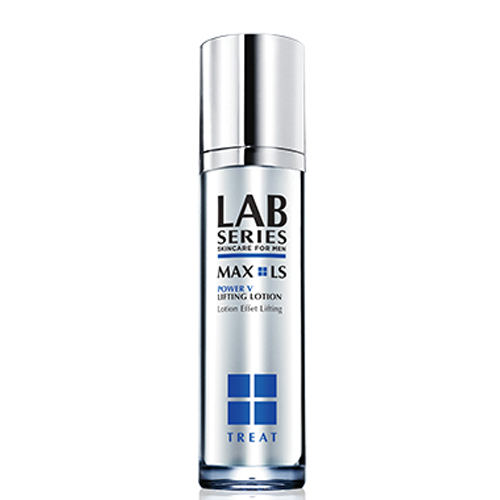 LAB
SERIES
SKINCARE FOR MEN
MAX LS
POWER V
LIFTING LOTION
Lotion Effet Lifting
TREAT